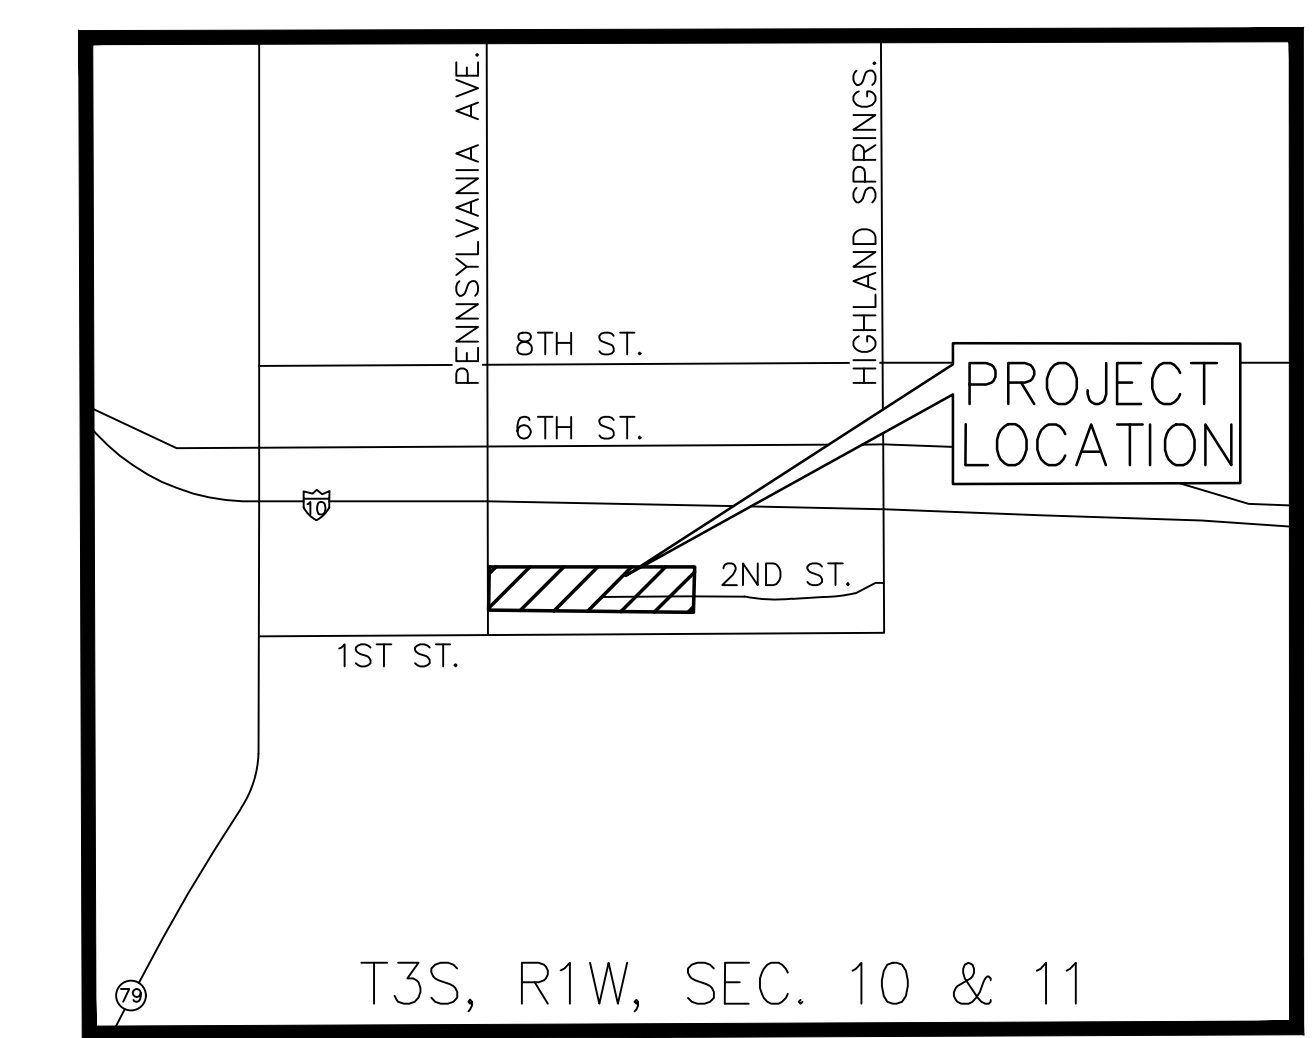 PENNSYLVANIA AVE.
HIGHLAND SPRINGS.
8TH ST.
PROJECT
LOCATION
6TH ST.
10
2ND ST.
1ST ST.
79
T3S, R1W, SEC. 10 & 11